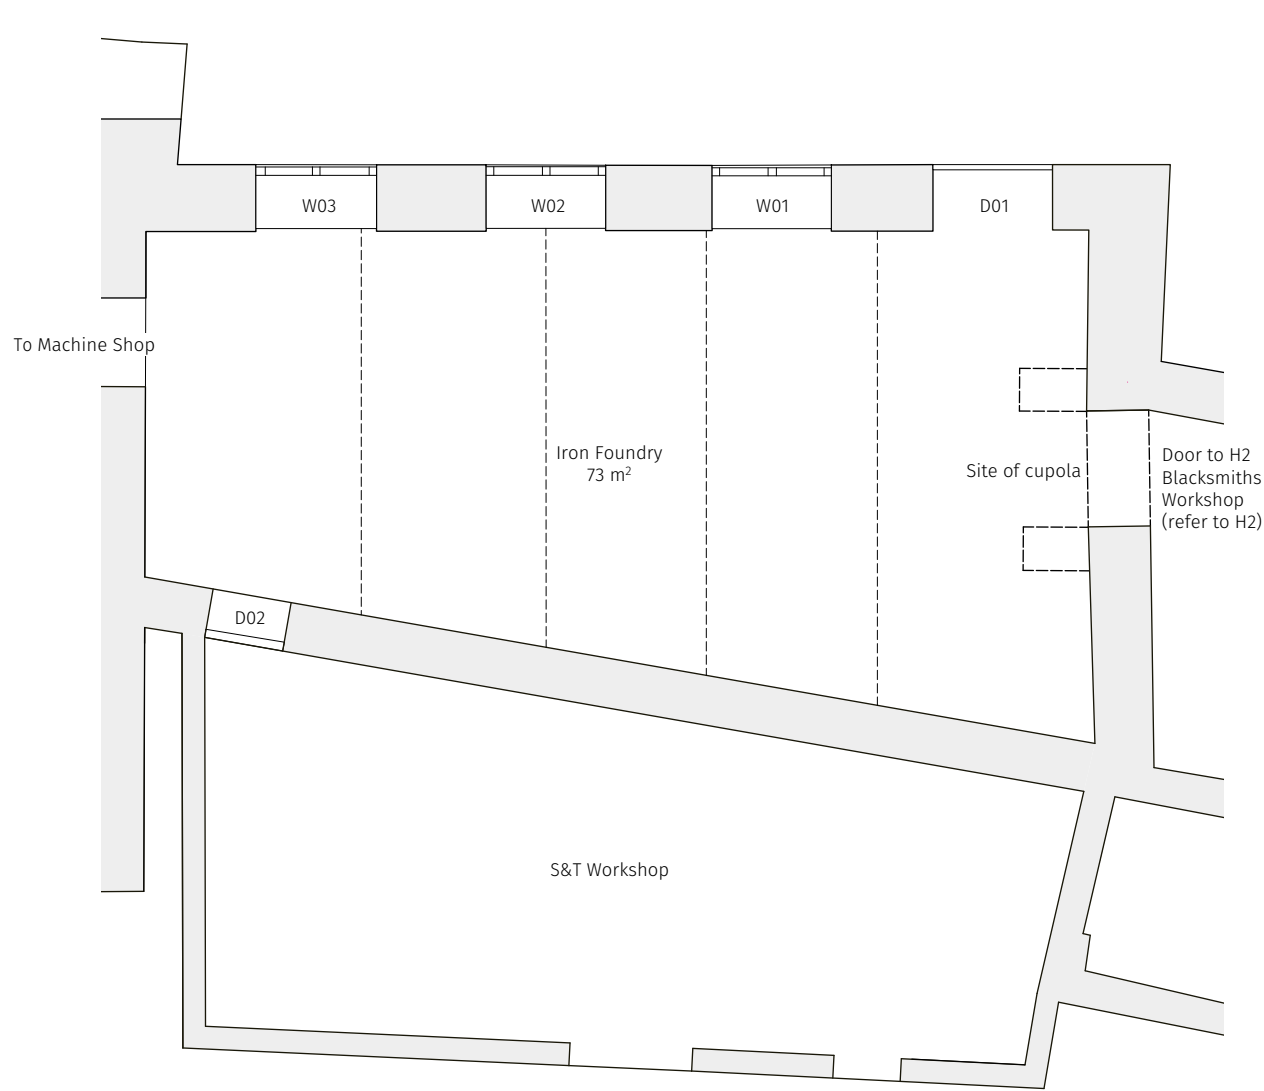 W03
W02
W01
D01
To Machine Shop
Iron Foundry
73 m²
Site of cupola
Door to H2
Blacksmiths
Workshop
(refer to H2)
D02
S&T Workshop